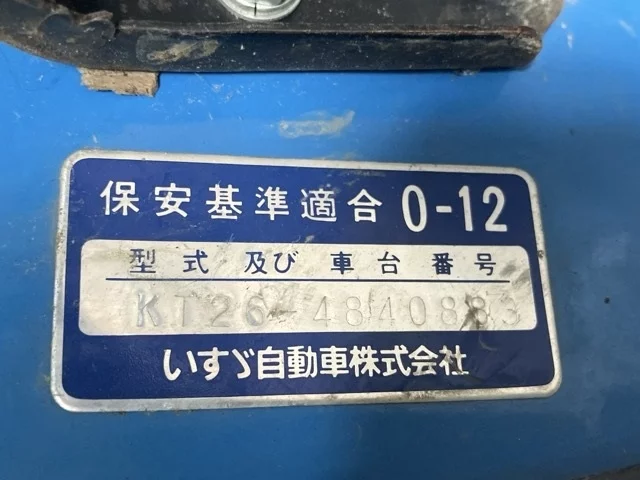 保安基準適合 0-12
型式及び車台番号
KT26-4840883
いすゞ自動車株式会社